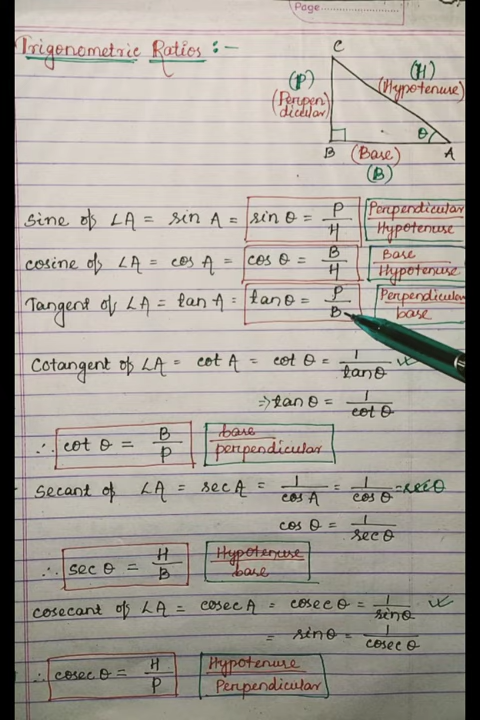 Page
Trigonometric Ratios :-
C
(P)
(Perpendicular)
(H)
(Hypotenuse)
θ
B
A
(Base)
(B)
Sine of ∠A = sin A = sin θ = P/H Perpendicular/Hypotenuse
cosine of ∠A = cos A = cos θ = B/H Base/Hypotenuse
Tangent of ∠A = tan A = tan θ = P/B Perpendicular/base
Cotangent of ∠A = cot A = cot θ = 1/tan θ
⇒ tan θ = 1/cot θ
∴ cot θ = B/P base/perpendicular
Secant of ∠A = sec A = 1/cos A = 1/cos θ = sec θ
cos θ = 1/sec θ
∴ sec θ = H/B Hypotenuse/base
cosecant of ∠A = cosec A = cosec θ = 1/sin θ
= sin θ = 1/cosec θ
∴ cosec θ = H/P Hypotenuse/Perpendicular